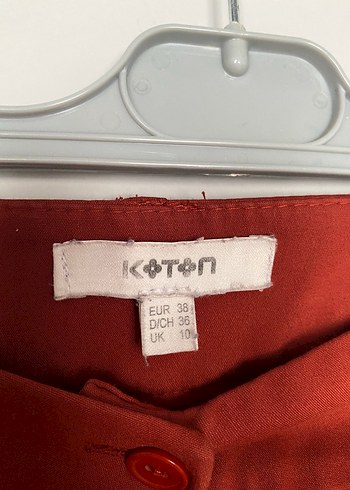 KOTON
EUR 38
D/CH 36
UK 10